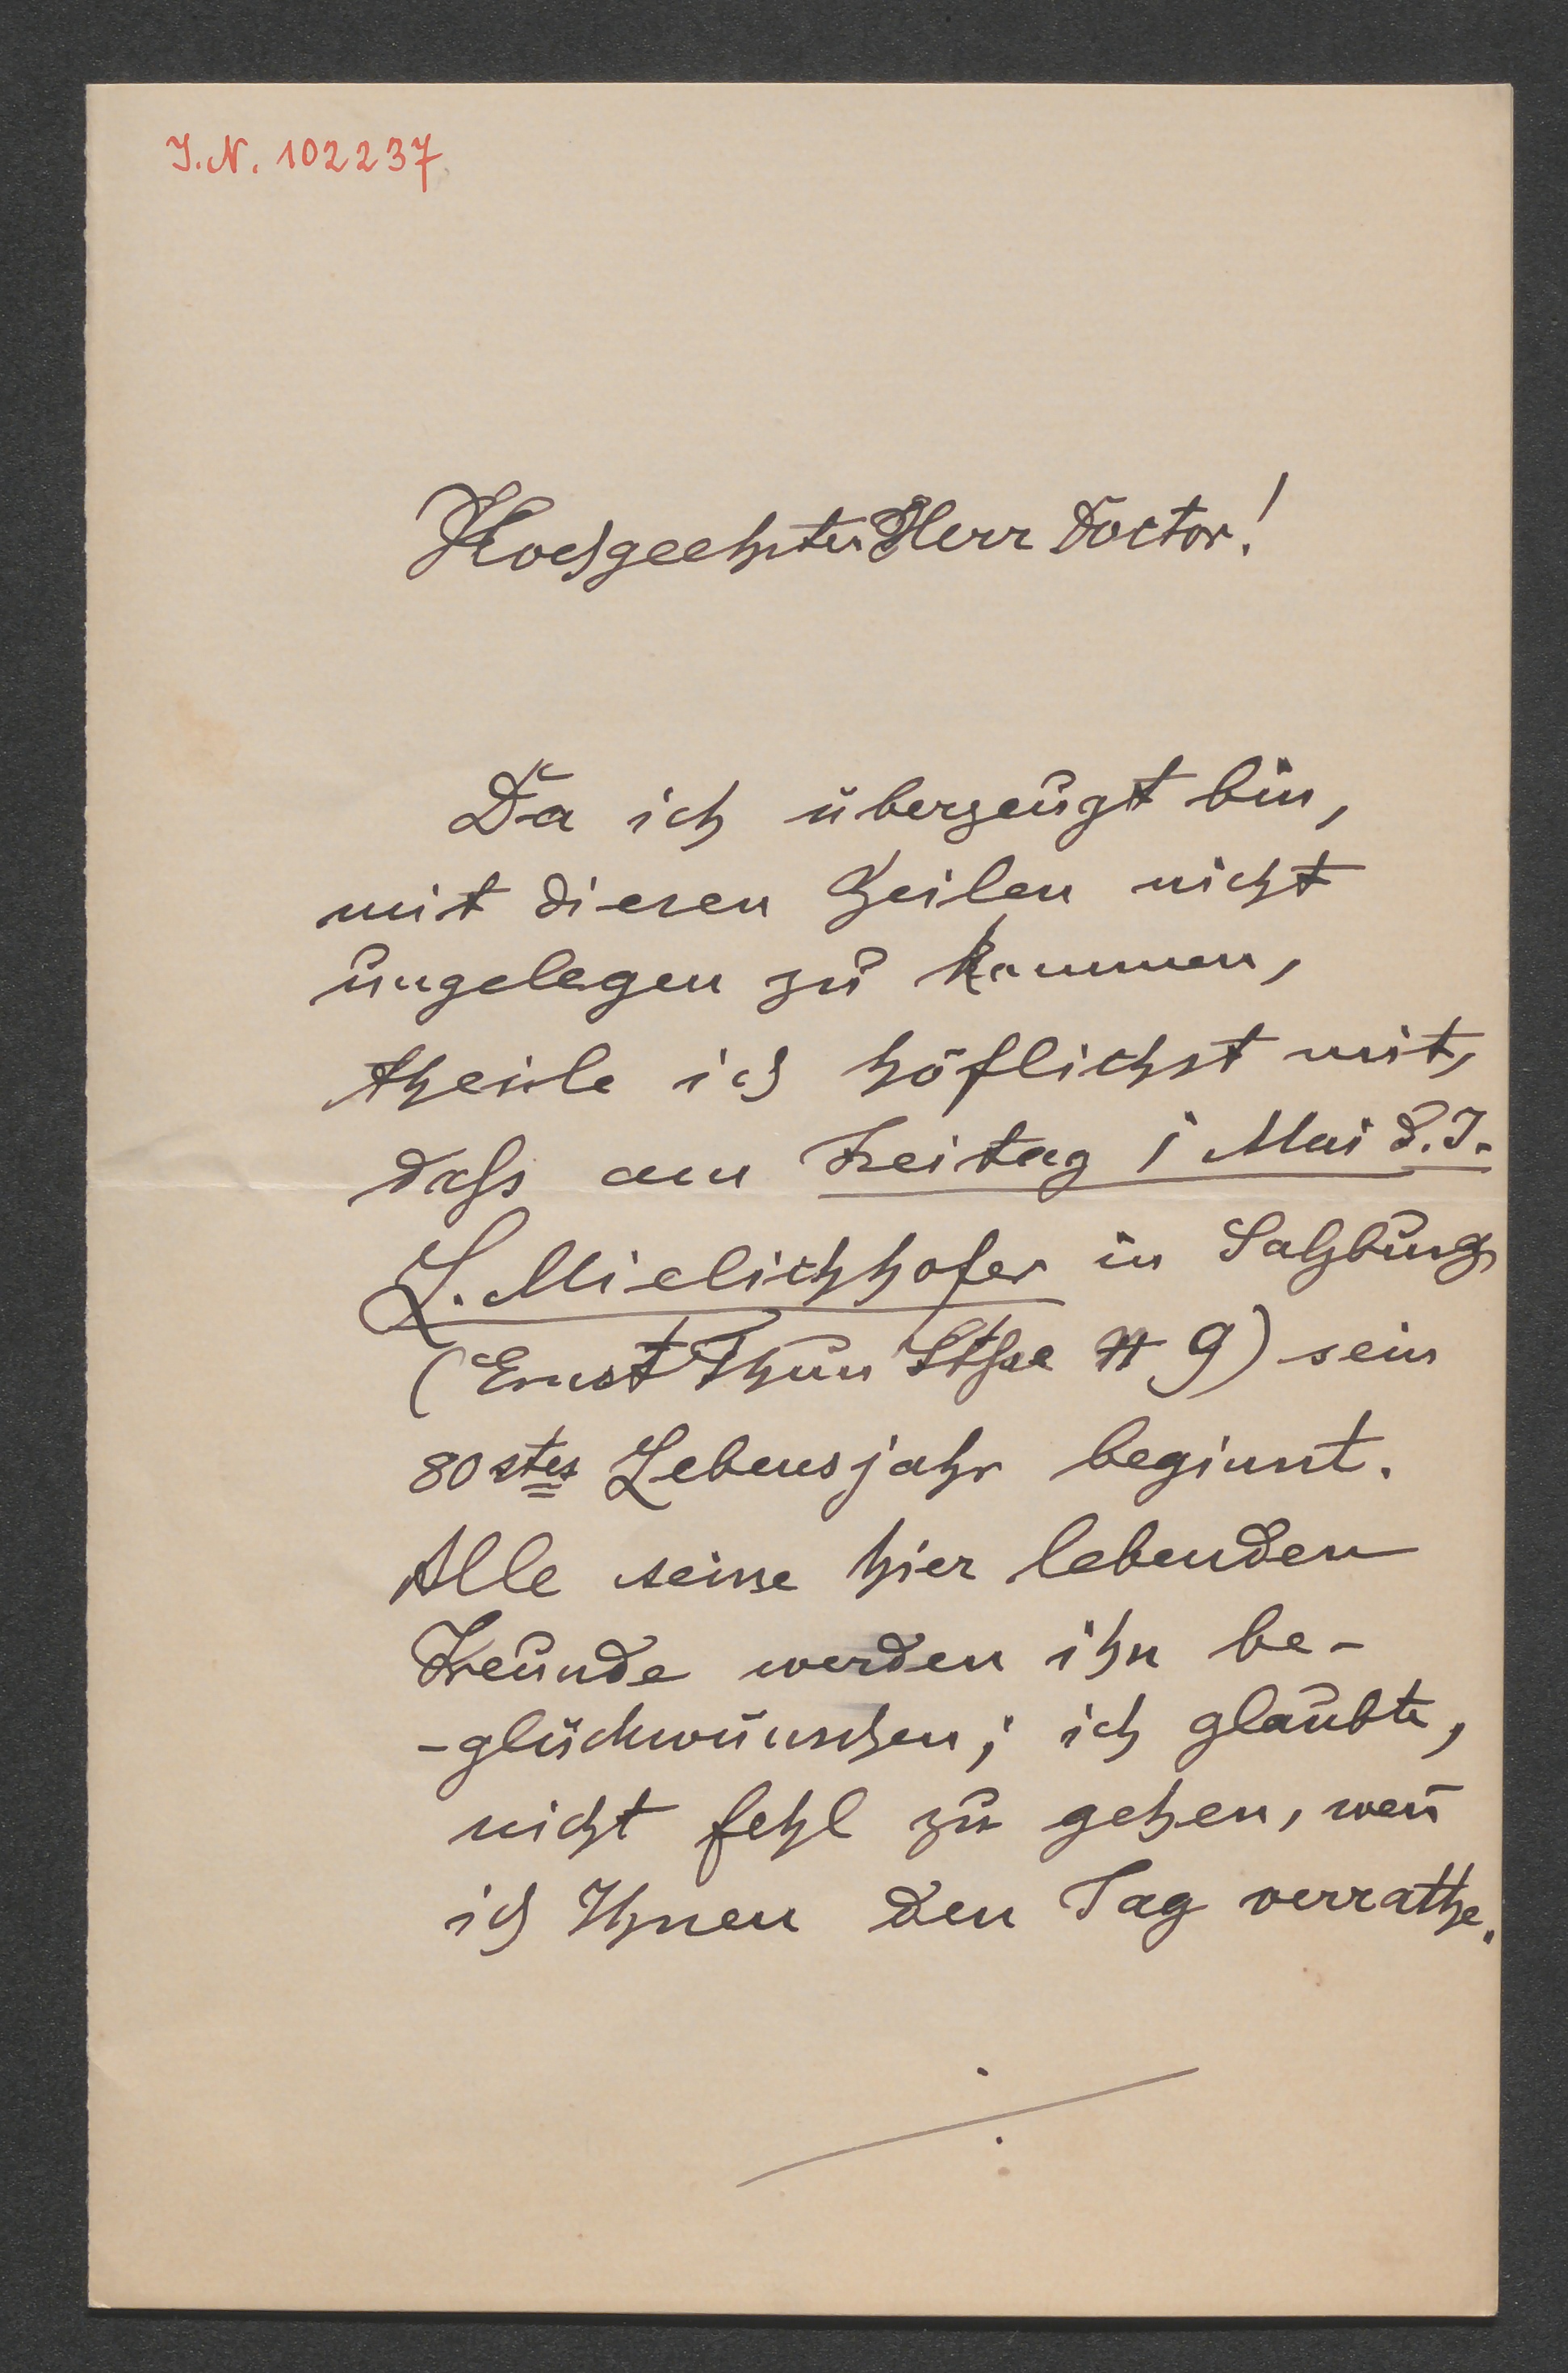 I.N. 102237
Hochgeehrter Herr Doctor!
Da ich überzeugt bin,
mit diesen Zeilen nicht
ungelegen zu kommen,
theile ich höflichst mit,
dass am Freitag 1 Mai d.J.
L. Mielichhofer in Salzburg
(Ernst Thun Stsse # 9) sein
80stes Lebensjahr beginnt.
Alle seine hier lebenden
Freunde werden ihn be-
-glückwünschen; ich glaubte,
nicht fehl zu gehen, wen̄
ich Ihnen den Tag verrathe.